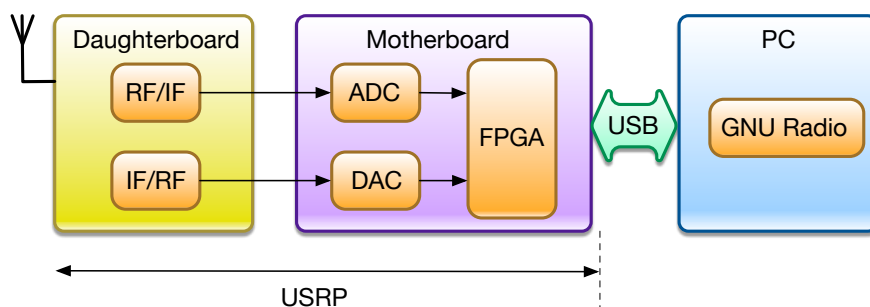 Daughterboard
Motherboard
PC
RF/IF
ADC
FPGA
USB
GNU Radio
IF/RF
DAC
USRP